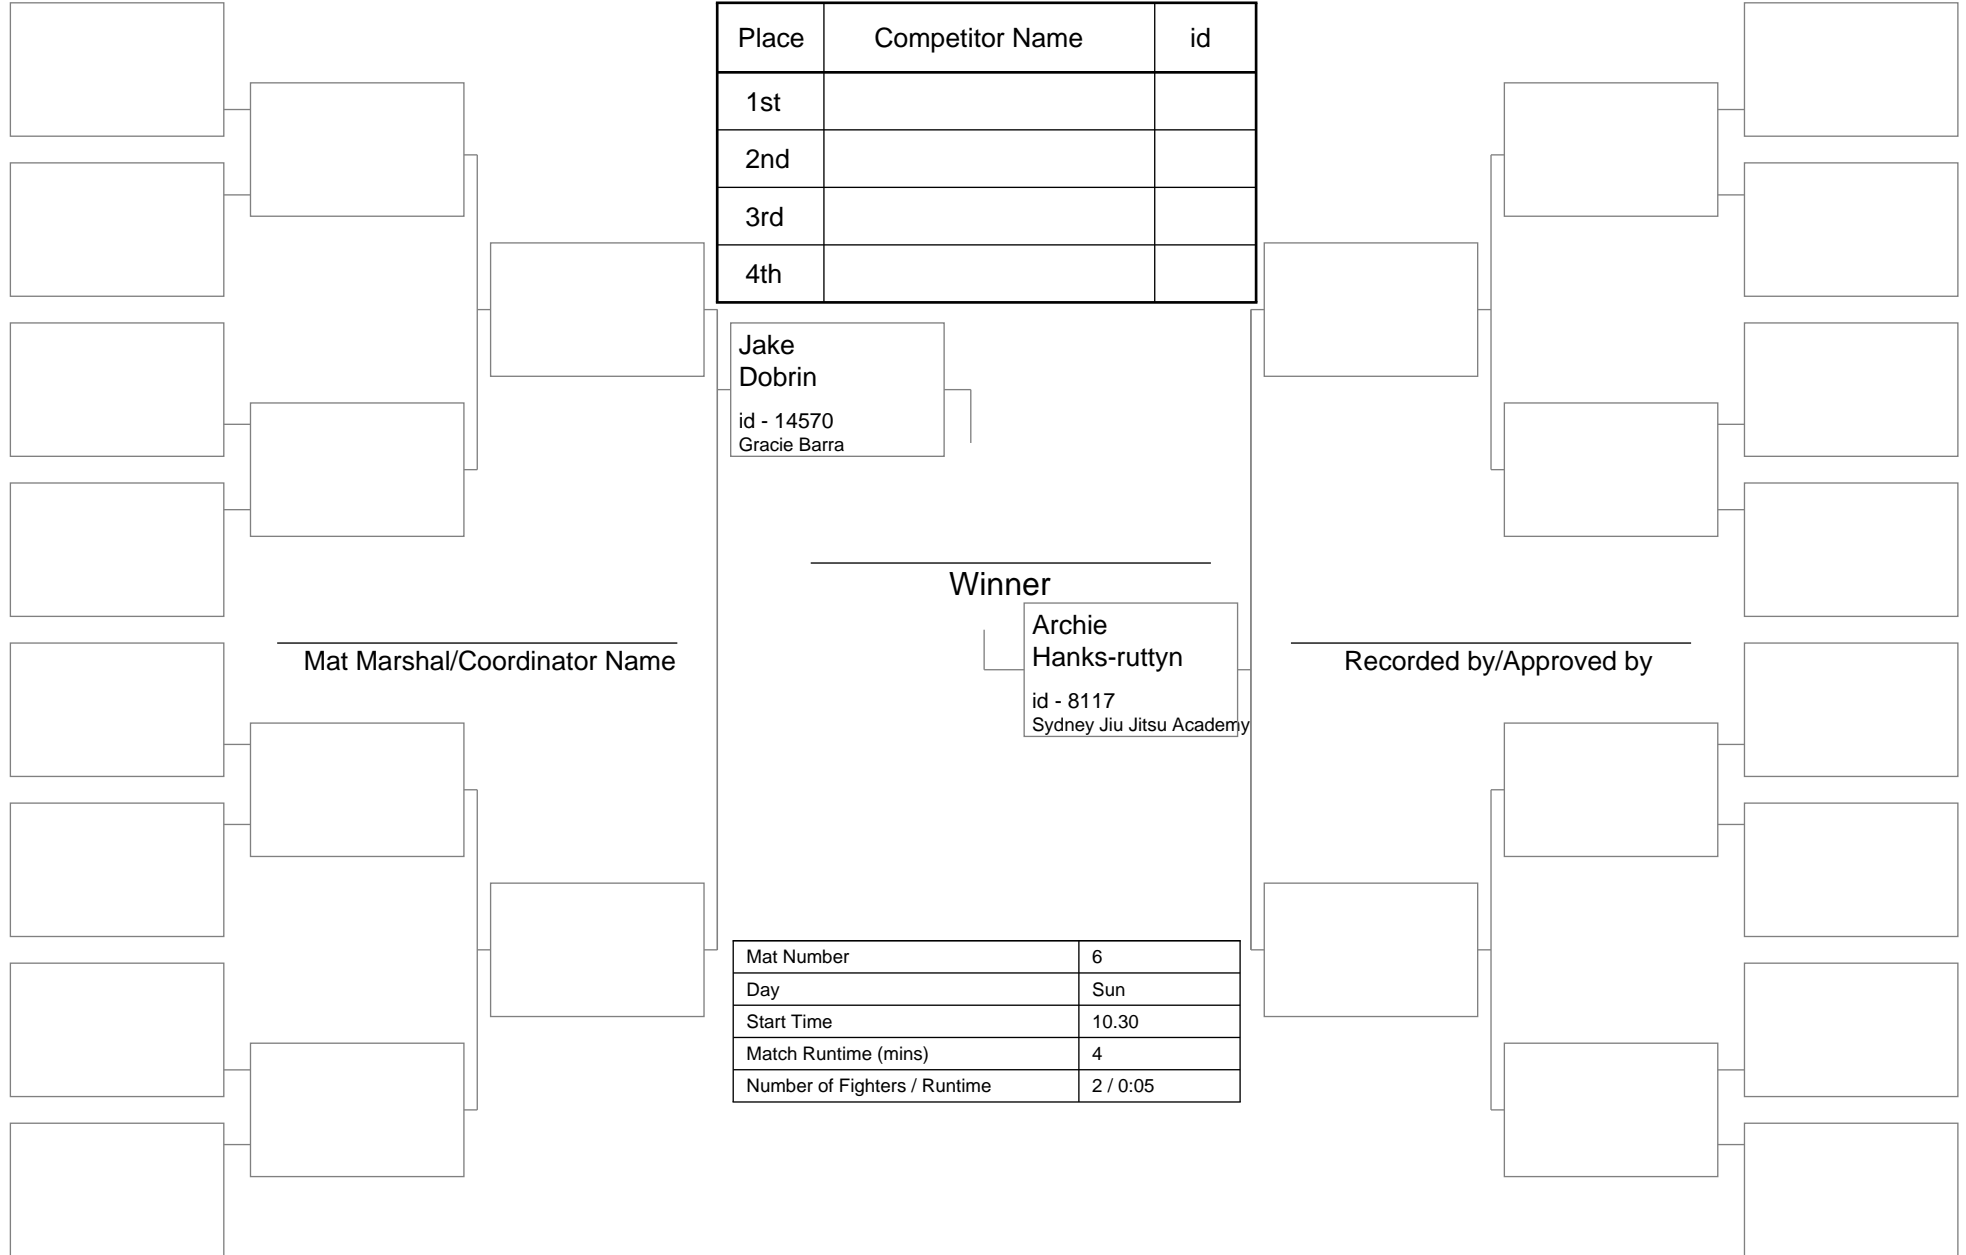 Place Competitor Name id
1st
2nd
3rd
4th
Jake
Dobrin
id - 14570
Gracie Barra
Winner
Archie
Hanks-ruttyn
id - 8117
Sydney Jiu Jitsu Academy
Mat Marshal/Coordinator Name
Recorded by/Approved by
Mat Number 6
Day Sun
Start Time 10.30
Match Runtime (mins) 4
Number of Fighters / Runtime 2 / 0:05